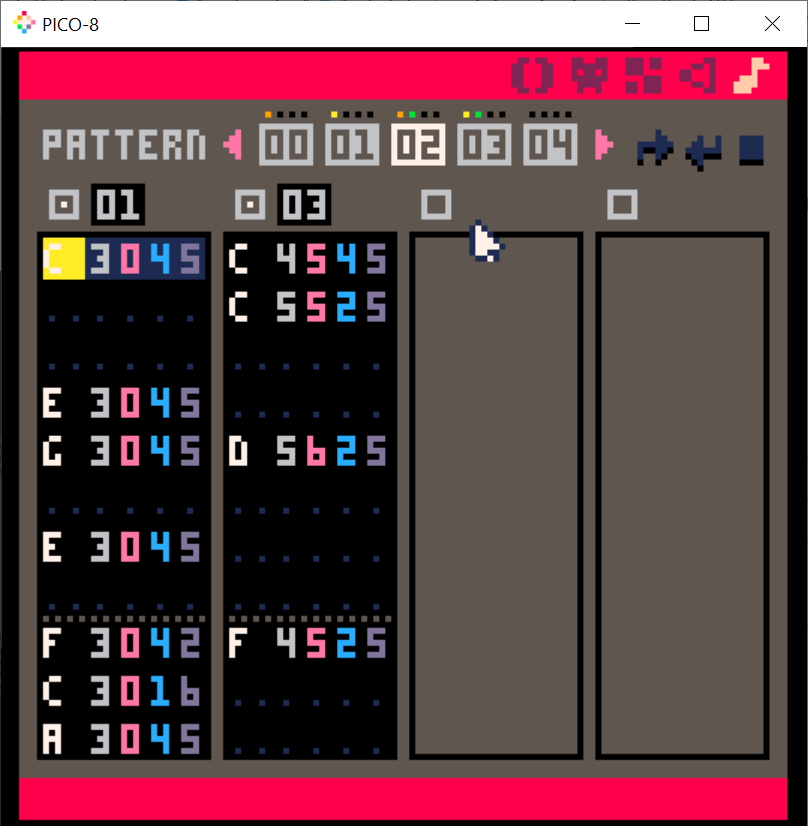 PICO-8
PATTERN 00 01 02 03 04
01 03
C 3045 C 4545
...... C 5525
...... ......
E 3045 ......
G 3045 D 5625
...... ......
E 3045 ......
...... ......
F 3042 F 4525
C 3016 ......
A 3045 ......